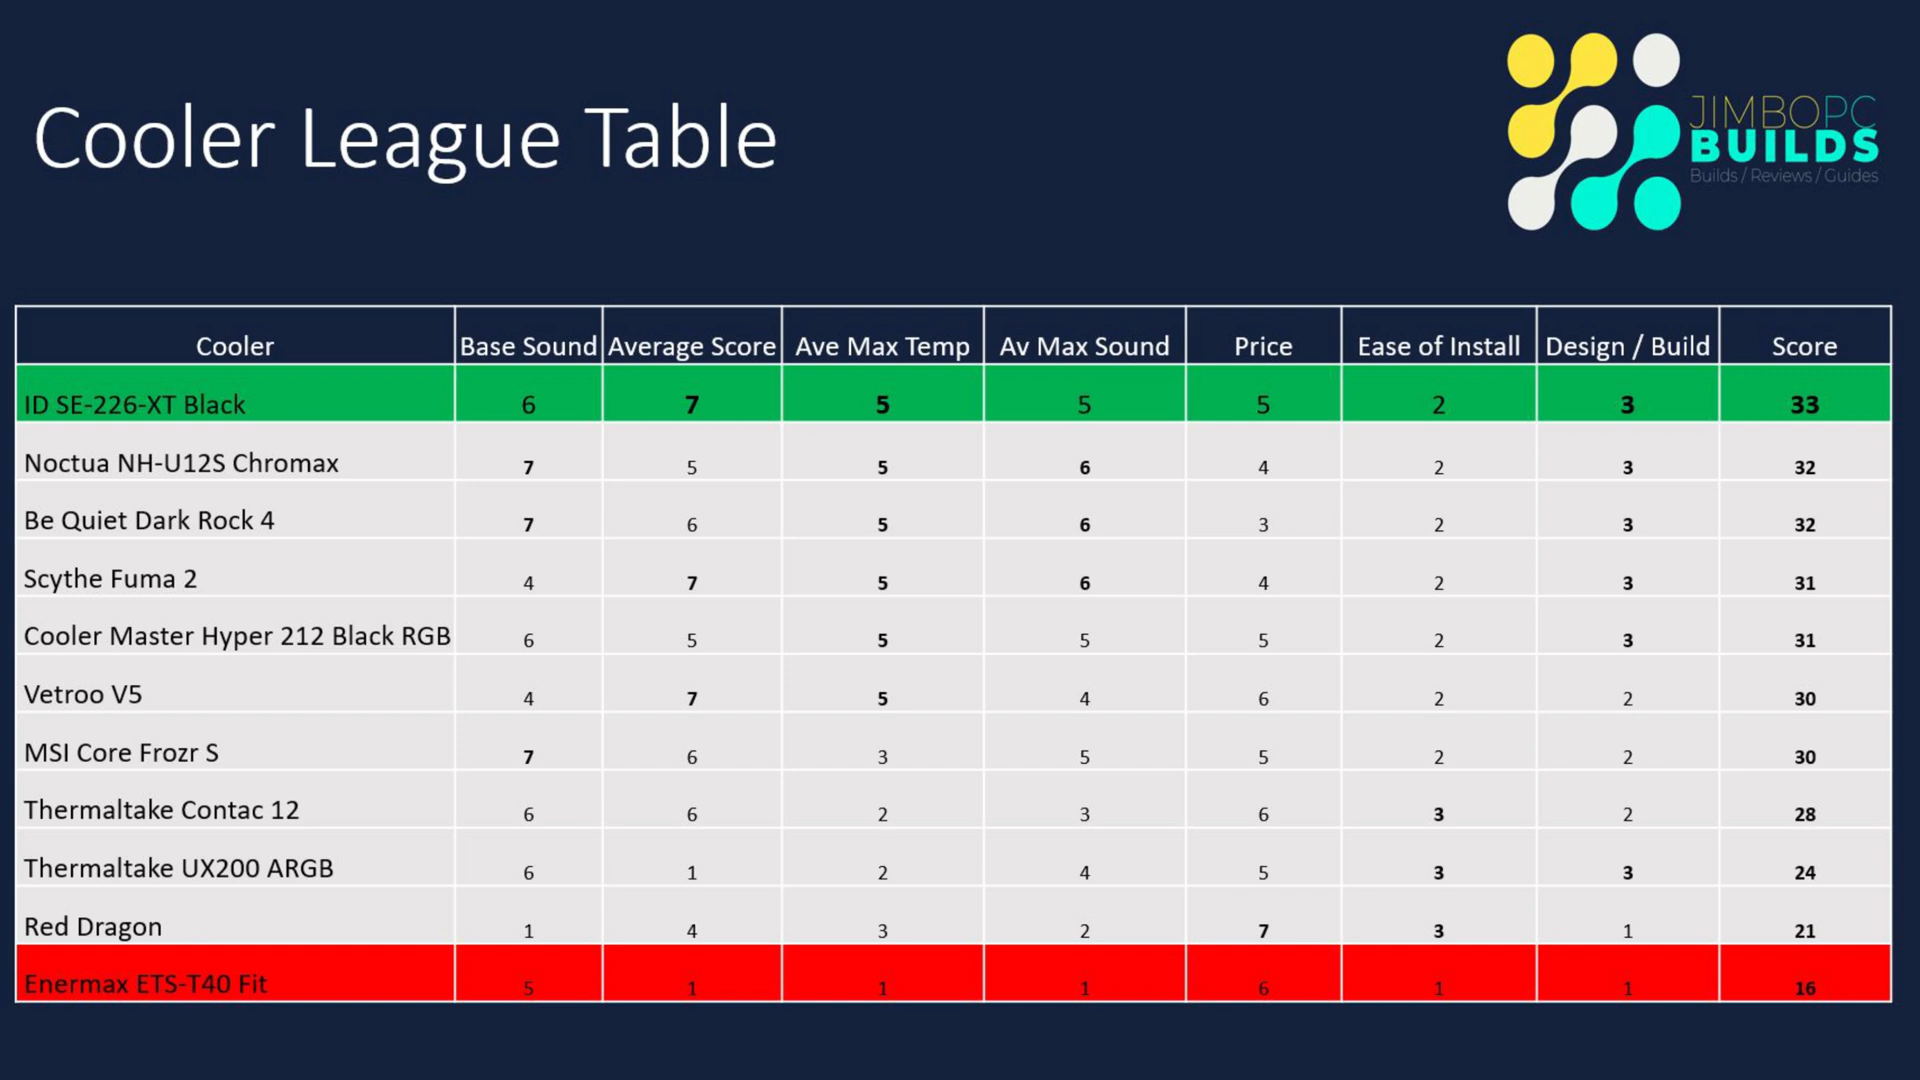 Cooler League Table
JIMBOPC
BUILDS
Builds / Reviews / Guides
Cooler Base Sound Average Score Ave Max Temp Av Max Sound Price Ease of Install Design / Build Score
ID SE-226-XT Black 6 7 5 5 5 2 3 33
Noctua NH-U12S Chromax 7 5 5 6 4 2 3 32
Be Quiet Dark Rock 4 7 6 5 6 3 2 3 32
Scythe Fuma 2 4 7 5 6 4 2 3 31
Cooler Master Hyper 212 Black RGB 6 5 5 5 5 2 3 31
Vetroo V5 4 7 5 4 6 2 2 30
MSI Core Frozr S 7 6 3 5 5 2 2 30
Thermaltake Contac 12 6 6 2 3 6 3 2 28
Thermaltake UX200 ARGB 6 1 2 4 5 3 3 24
Red Dragon 1 4 3 2 7 3 1 21
Enermax ETS-T40 Fit 5 1 1 1 6 1 1 16